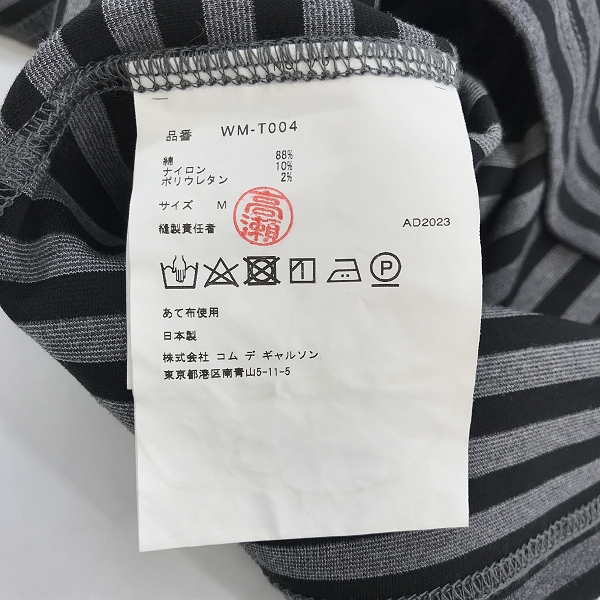 品番 WM-T004
綿 88%
ナイロン 10%
ポリウレタン 2%
サイズ M
高瀬
縫製責任者
AD2023
P
あて布使用
日本製
株式会社 コム デ ギャルソン
東京都港区南青山5-11-5